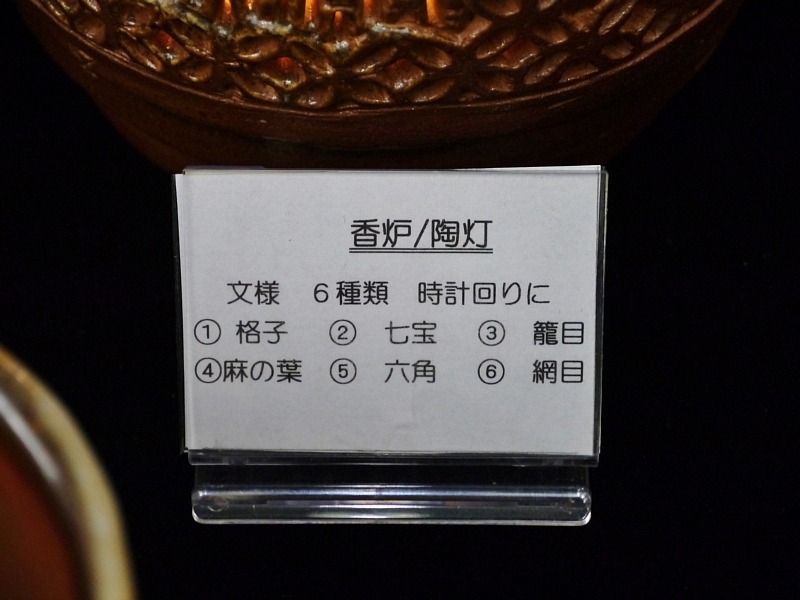 香炉/陶灯
文様　６種類　時計回りに
① 格子　②　七宝　③　籠目
④麻の葉　⑤　六角　⑥　網目